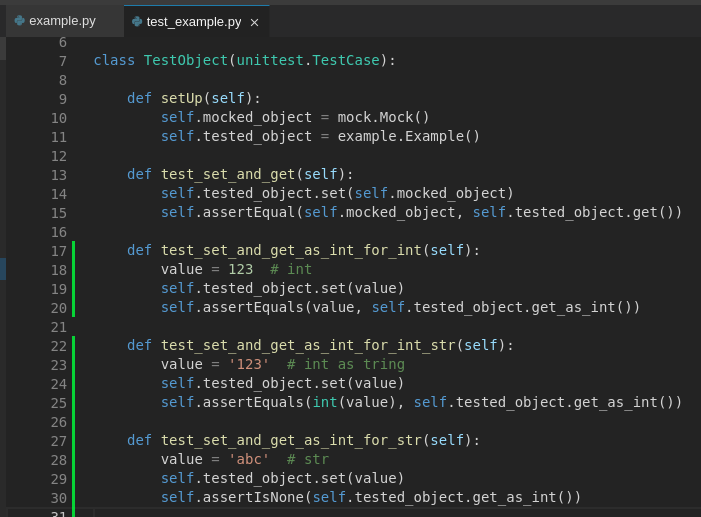 example.py test_example.py ×
6
7 class TestObject(unittest.TestCase):
8
9     def setUp(self):
10         self.mocked_object = mock.Mock()
11         self.tested_object = example.Example()
12
13     def test_set_and_get(self):
14         self.tested_object.set(self.mocked_object)
15         self.assertEqual(self.mocked_object, self.tested_object.get())
16
17     def test_set_and_get_as_int_for_int(self):
18         value = 123  # int
19         self.tested_object.set(value)
20         self.assertEquals(value, self.tested_object.get_as_int())
21
22     def test_set_and_get_as_int_for_int_str(self):
23         value = '123'  # int as tring
24         self.tested_object.set(value)
25         self.assertEquals(int(value), self.tested_object.get_as_int())
26
27     def test_set_and_get_as_int_for_str(self):
28         value = 'abc'  # str
29         self.tested_object.set(value)
30         self.assertIsNone(self.tested_object.get_as_int())
31